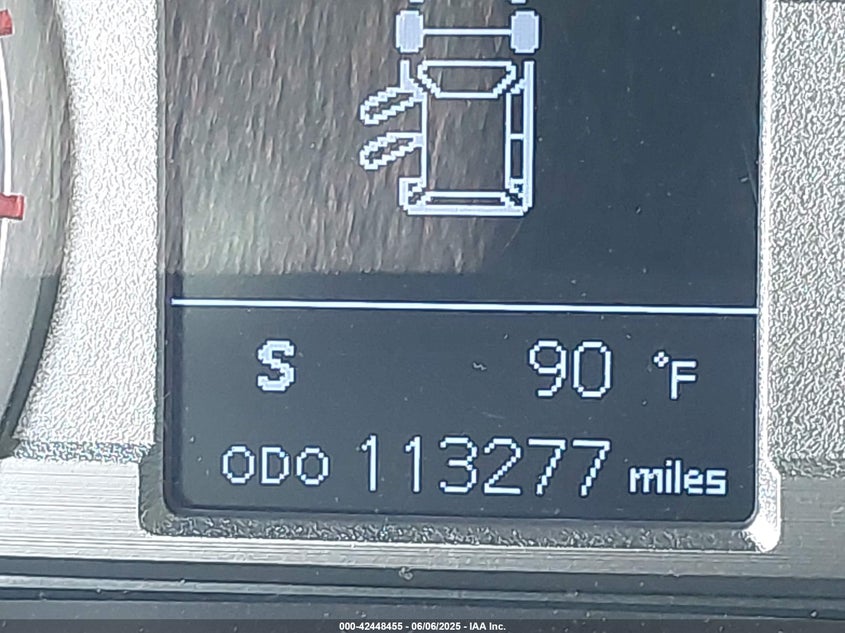 S 90 °F
ODO 113277 miles
000-42448455 - 06/06/2025 - IAA Inc.